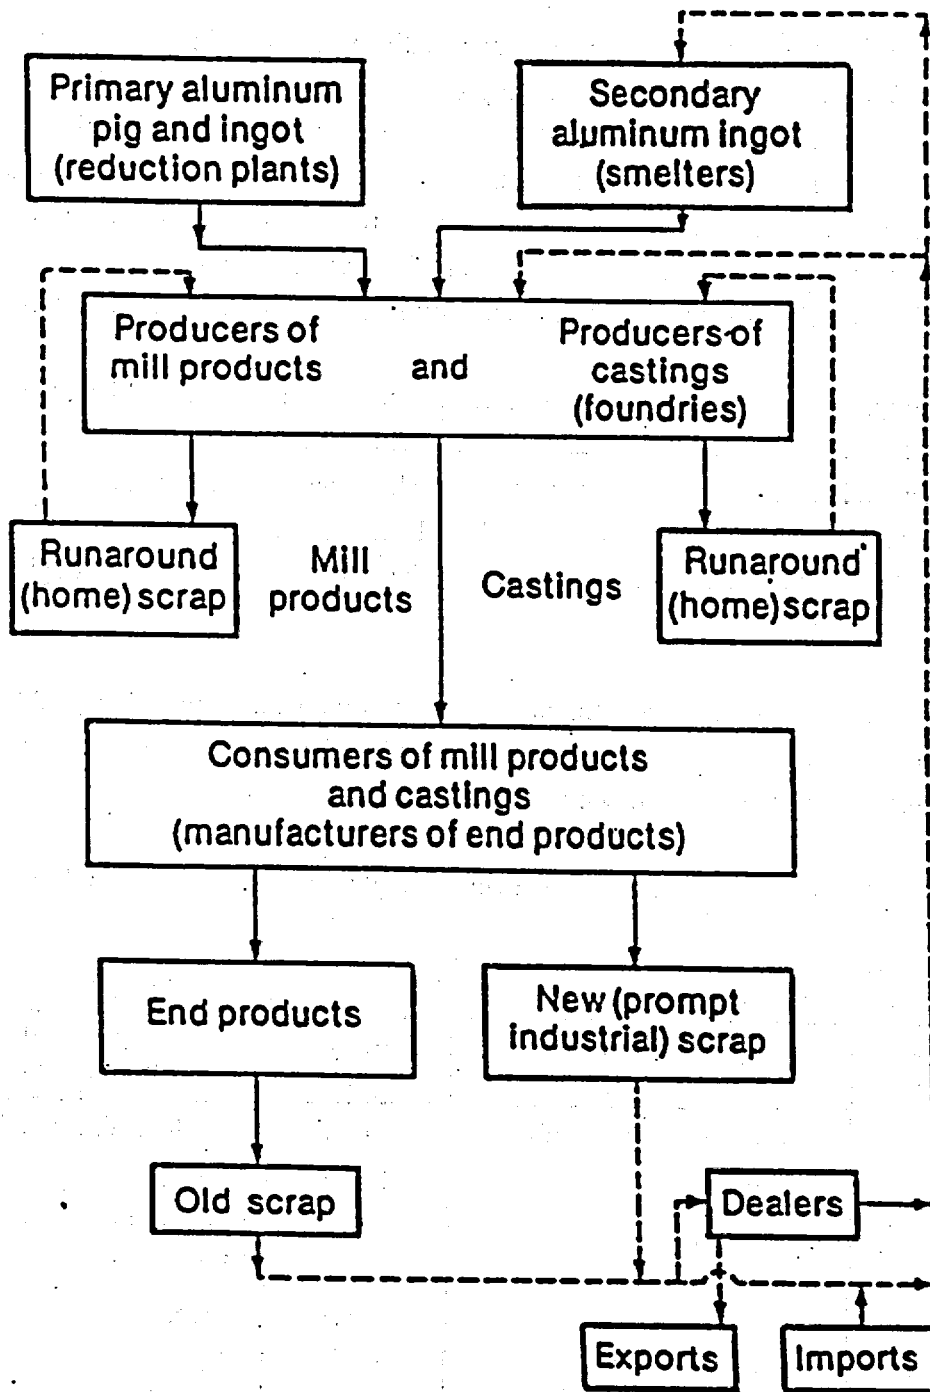 Primary aluminum
pig and ingot
(reduction plants)
Secondary
aluminum ingot
(smelters)
Producers of
mill products
and
Producers of
castings
(foundries)
Runaround
(home) scrap
Mill
products
Castings
Runaround
(home) scrap
Consumers of mill products
and castings
(manufacturers of end products)
End products
New (prompt
industrial) scrap
Old scrap
Dealers
Exports
Imports